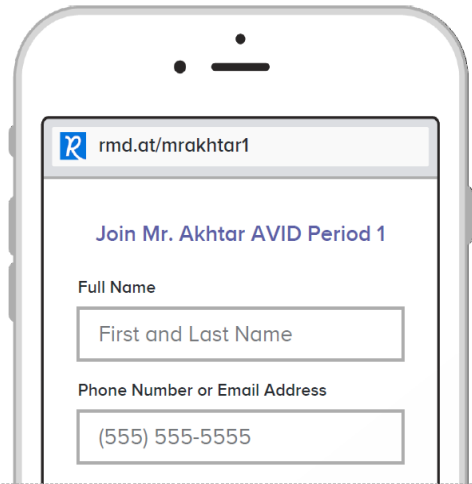 rmd.at/mrakhtar1
Join Mr. Akhtar AVID Period 1
Full Name
First and Last Name
Phone Number or Email Address
(555) 555-5555